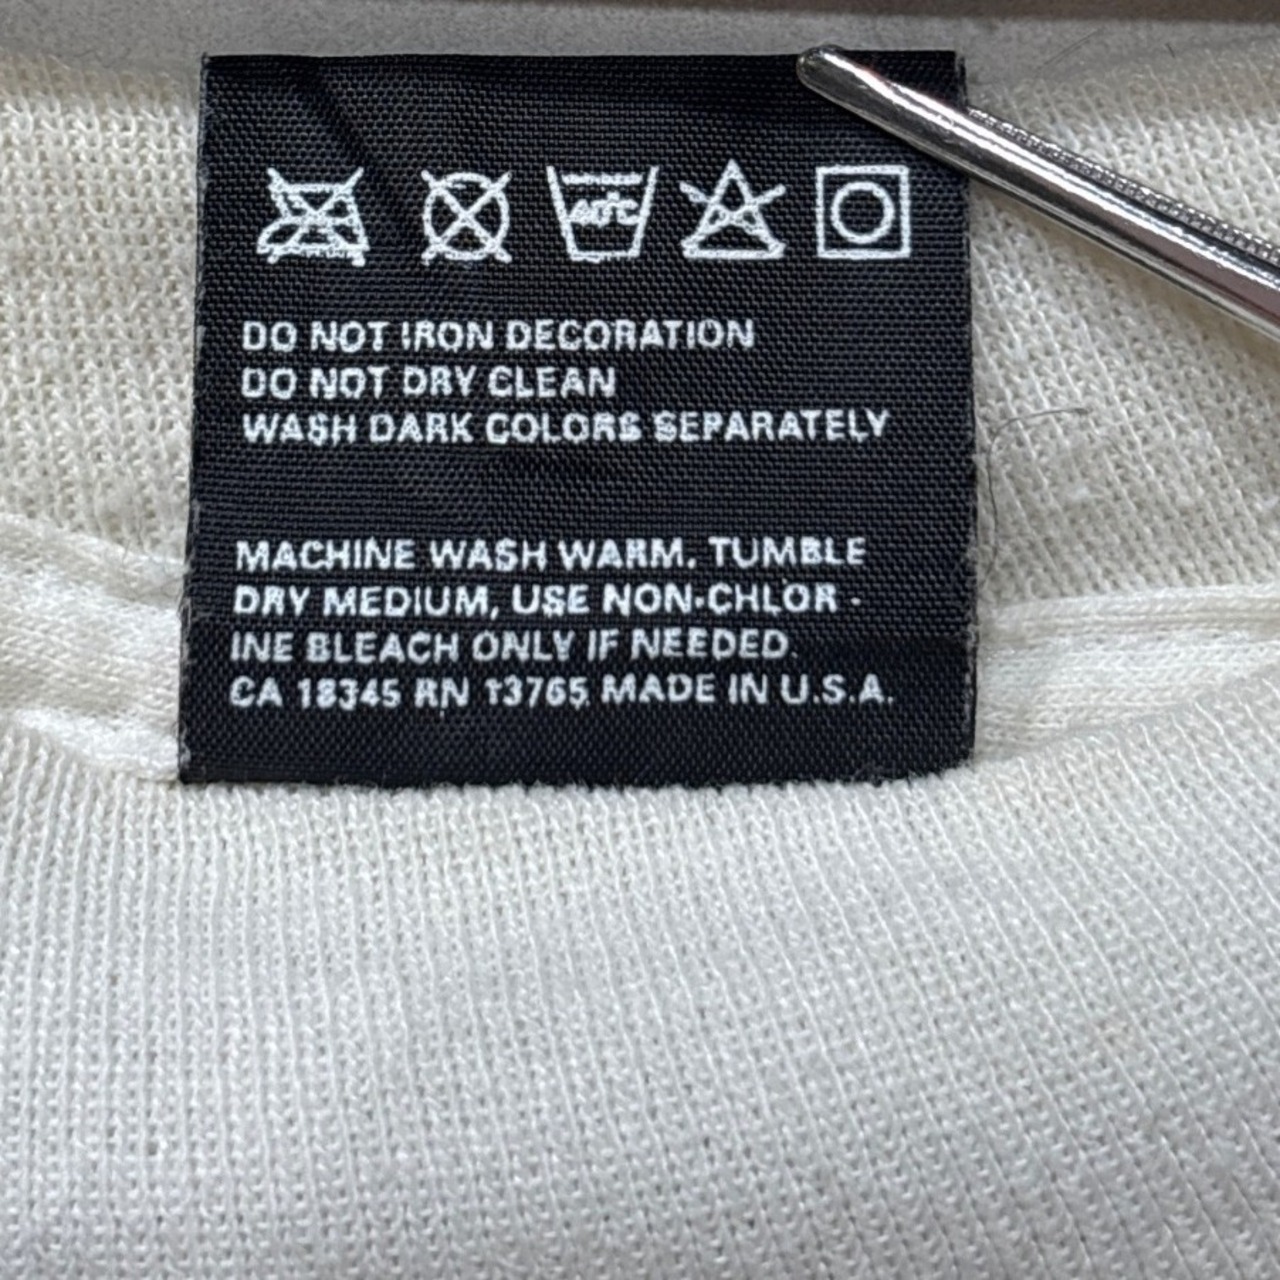 40°C
DO NOT IRON DECORATION
DO NOT DRY CLEAN
WASH DARK COLORS SEPARATELY
MACHINE WASH WARM. TUMBLE
DRY MEDIUM, USE NON-CHLOR -
INE BLEACH ONLY IF NEEDED.
CA 18345 RN 13765 MADE IN U.S.A.